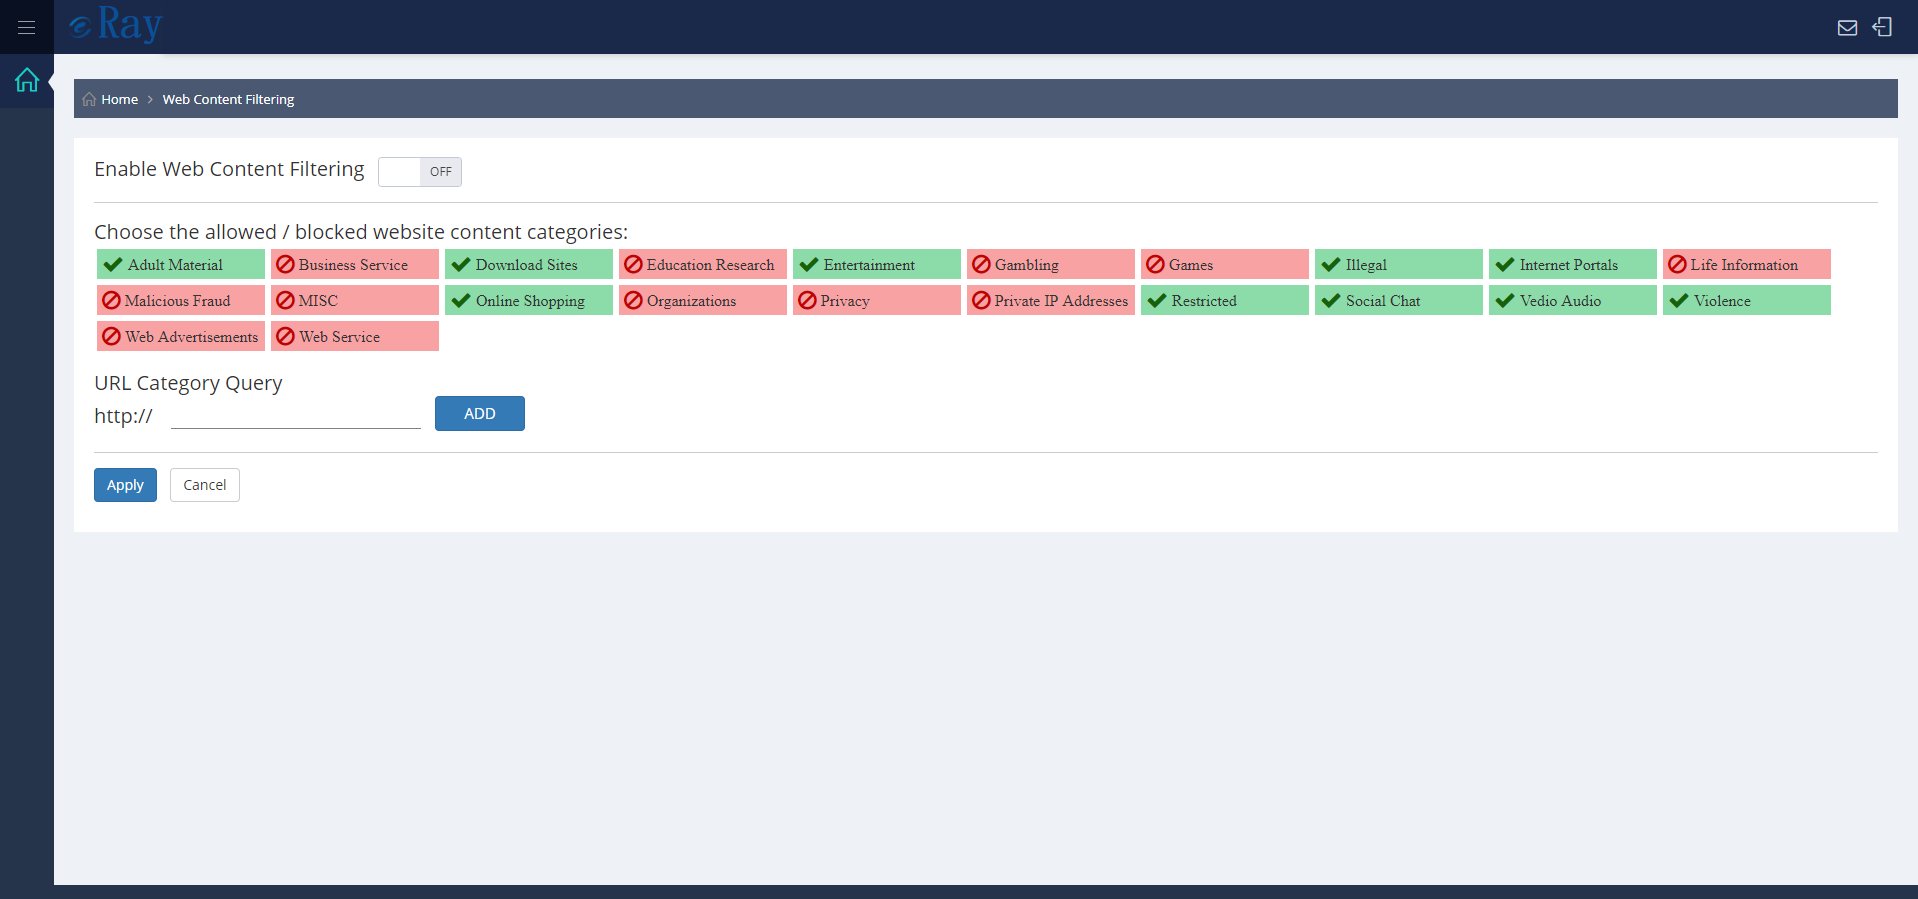 eRay
Home > Web Content Filtering
Enable Web Content Filtering OFF
Choose the allowed / blocked website content categories:
Adult Material Business Service Download Sites Education Research Entertainment Gambling Games Illegal Internet Portals Life Information
Malicious Fraud MISC Online Shopping Organizations Privacy Private IP Addresses Restricted Social Chat Vedio Audio Violence
Web Advertisements Web Service
URL Category Query
http:// ADD
Apply Cancel